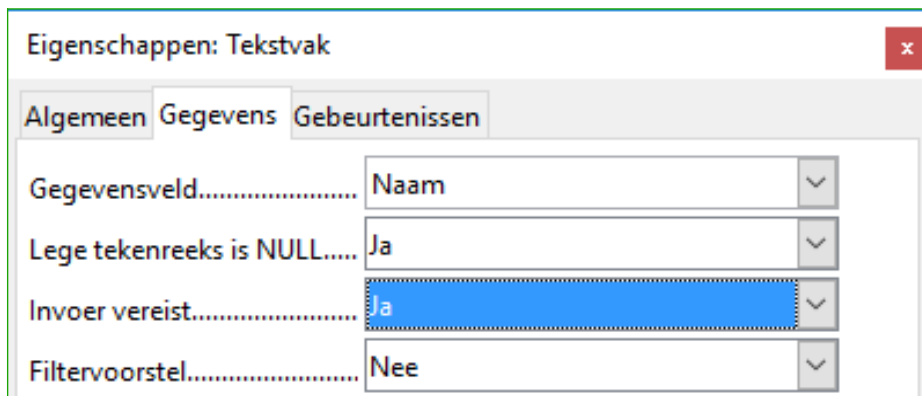 Eigenschappen: Tekstvak
x
Algemeen Gegevens Gebeurtenissen
Gegevensveld....................... Naam
Lege tekenreeks is NULL..... Ja
Invoer vereist........................ Ja
Filtervoorstel......................... Nee